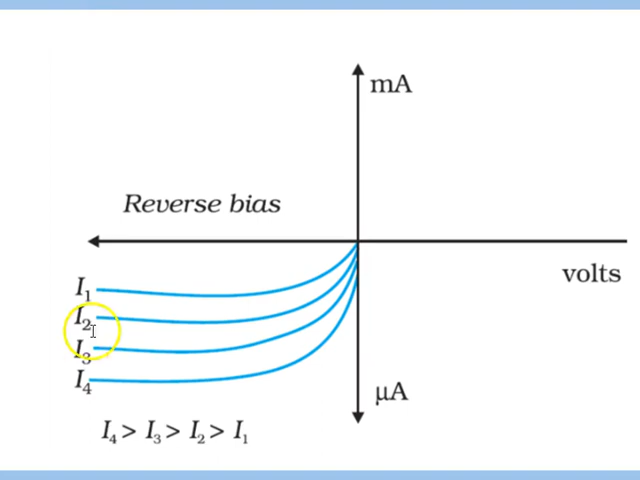 mA
Reverse bias
volts
I₁
I₂
I₃
I₄
μA
I₄ > I₃ > I₂ > I₁